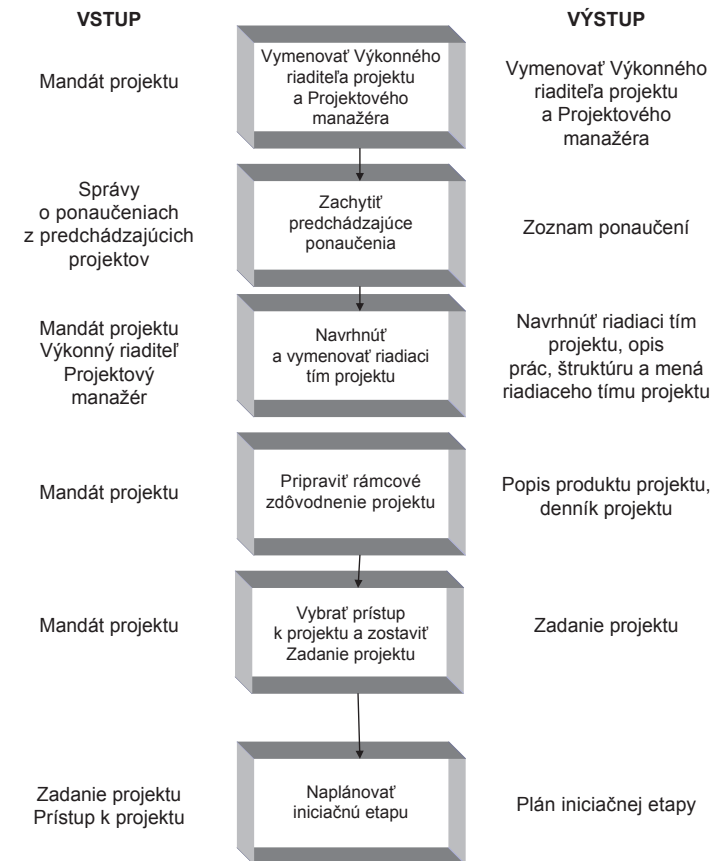 VSTUP
VÝSTUP
Mandát projektu
Vymenovať Výkonného
riaditeľa projektu
a Projektového
manažéra
Vymenovať Výkonného
riaditeľa projektu
a Projektového
manažéra
Správy
o ponaučeniach
z predchádzajúcich
projektov
Zachytiť
predchádzajúce
ponaučenia
Zoznam ponaučení
Mandát projektu
Výkonný riaditeľ
Projektový
manažér
Navrhnúť
a vymenovať riadiaci
tím projektu
Navrhnúť riadiaci tím
projektu, opis
prác, štruktúru a mená
riadiaceho tímu projektu
Mandát projektu
Pripraviť rámcové
zdôvodnenie projektu
Popis produktu projektu,
denník projektu
Mandát projektu
Vybrať prístup
k projektu a zostaviť
Zadanie projektu
Zadanie projektu
Zadanie projektu
Prístup k projektu
Naplánovať
iniciačnú etapu
Plán iniciačnej etapy